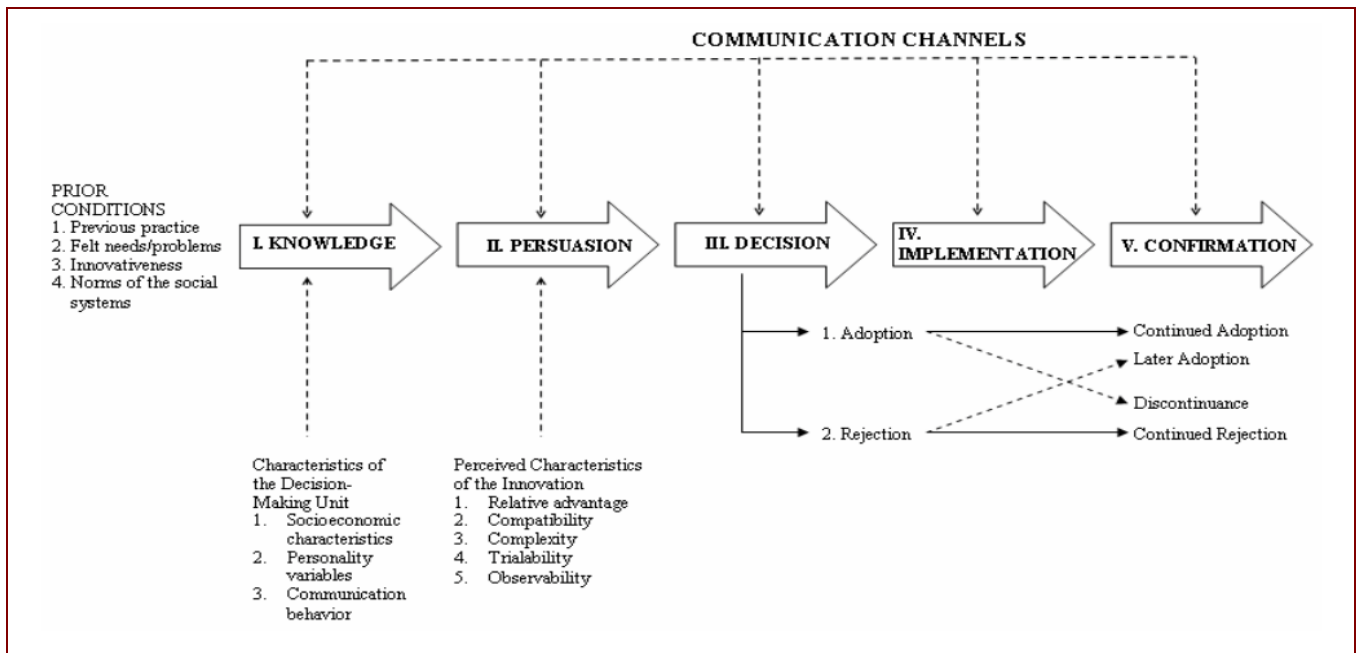 COMMUNICATION CHANNELS
PRIOR
CONDITIONS
1. Previous practice
2. Felt needs/problems
3. Innovativeness
4. Norms of the social
systems
I. KNOWLEDGE
II. PERSUASION
III. DECISION
IV.
IMPLEMENTATION
V. CONFIRMATION
1. Adoption
2. Rejection
Continued Adoption
Later Adoption
Discontinuance
Continued Rejection
Characteristics of
the Decision-
Making Unit
1. Socioeconomic
characteristics
2. Personality
variables
3. Communication
behavior
Perceived Characteristics
of the Innovation
1. Relative advantage
2. Compatibility
3. Complexity
4. Trialability
5. Observability